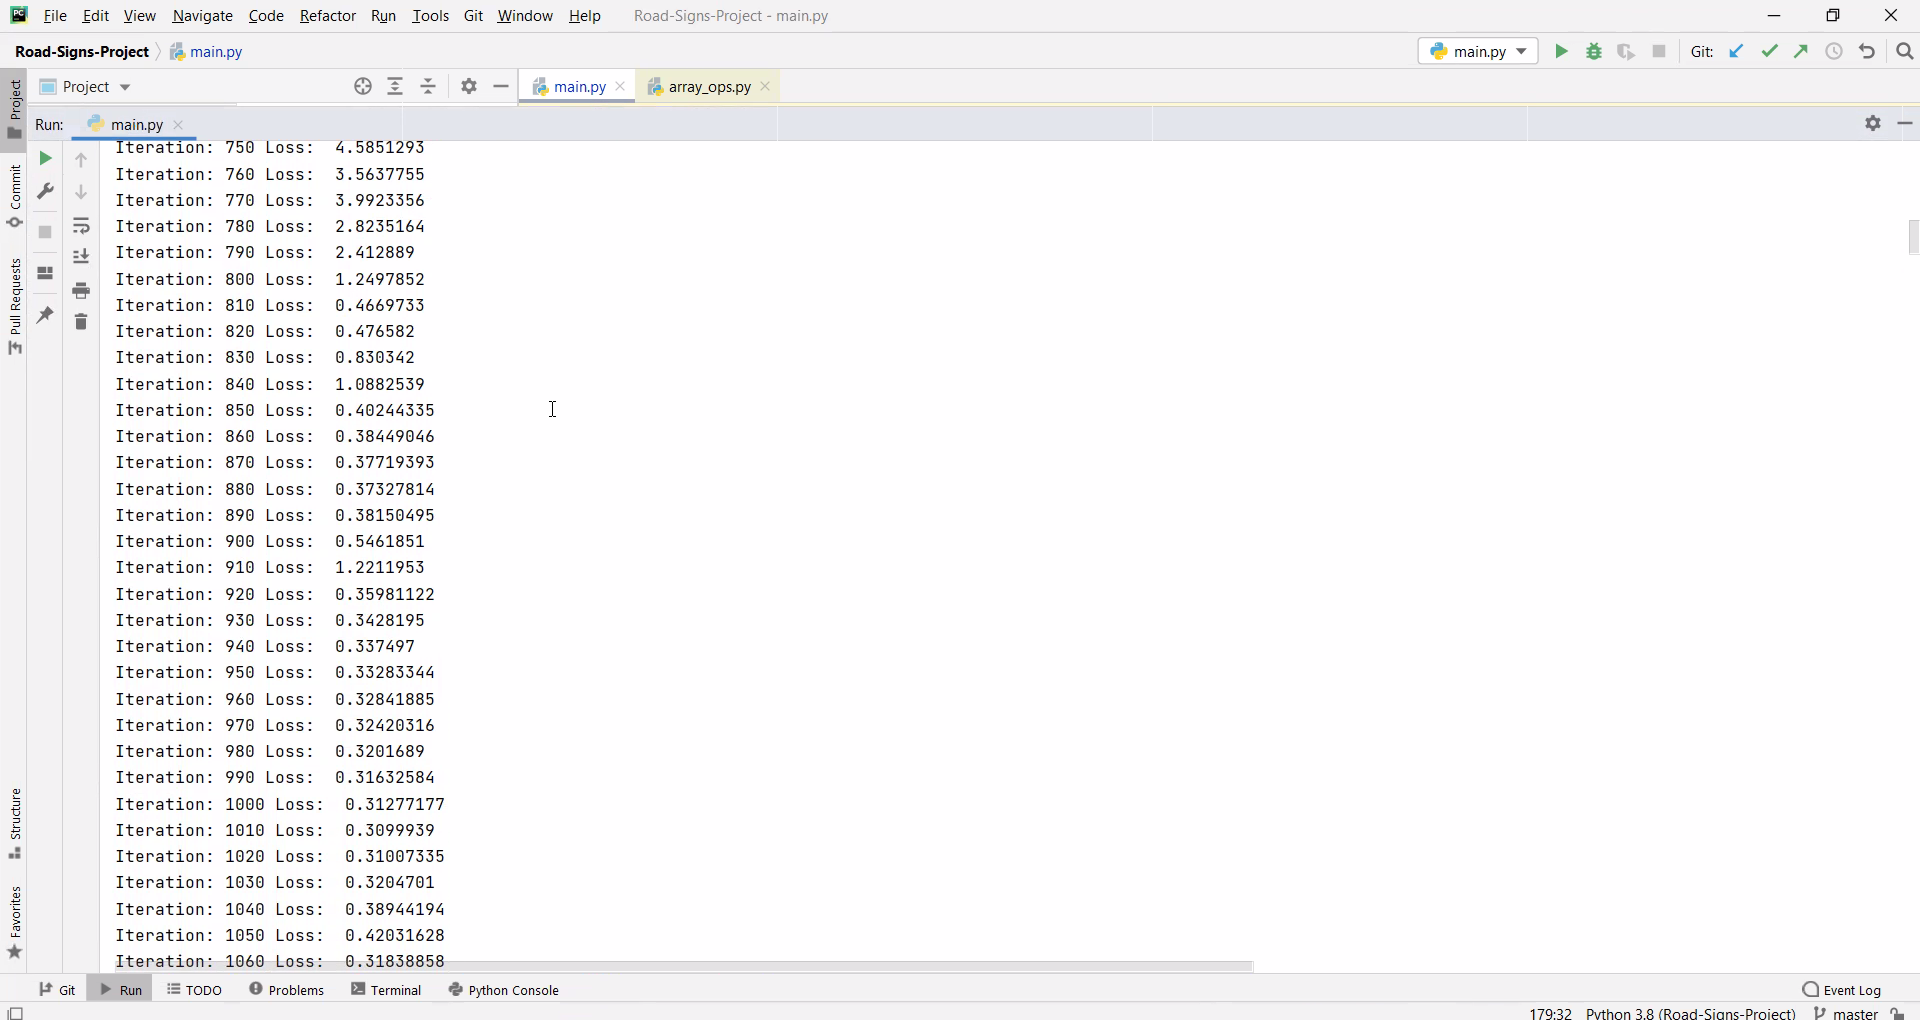 PC File Edit View Navigate Code Refactor Run Tools Git Window Help Road-Signs-Project - main.py
Road-Signs-Project main.py main.py Git:
Project main.py array_ops.py
Run: main.py
Project
Commit
Pull Requests
Structure
Favorites
Iteration: 750 Loss: 4.5851293
Iteration: 760 Loss: 3.5637755
Iteration: 770 Loss: 3.9923356
Iteration: 780 Loss: 2.8235164
Iteration: 790 Loss: 2.412889
Iteration: 800 Loss: 1.2497852
Iteration: 810 Loss: 0.4669733
Iteration: 820 Loss: 0.476582
Iteration: 830 Loss: 0.830342
Iteration: 840 Loss: 1.0882539
Iteration: 850 Loss: 0.40244335
Iteration: 860 Loss: 0.38449046
Iteration: 870 Loss: 0.37719393
Iteration: 880 Loss: 0.37327814
Iteration: 890 Loss: 0.38150495
Iteration: 900 Loss: 0.5461851
Iteration: 910 Loss: 1.2211953
Iteration: 920 Loss: 0.35981122
Iteration: 930 Loss: 0.3428195
Iteration: 940 Loss: 0.337497
Iteration: 950 Loss: 0.33283344
Iteration: 960 Loss: 0.32841885
Iteration: 970 Loss: 0.32420316
Iteration: 980 Loss: 0.3201689
Iteration: 990 Loss: 0.31632584
Iteration: 1000 Loss: 0.31277177
Iteration: 1010 Loss: 0.3099939
Iteration: 1020 Loss: 0.31007335
Iteration: 1030 Loss: 0.3204701
Iteration: 1040 Loss: 0.38944194
Iteration: 1050 Loss: 0.42031628
Iteration: 1060 Loss: 0.31838858
Git Run TODO Problems Terminal Python Console Event Log
179:32 Python 3.8 (Road-Signs-Project) master